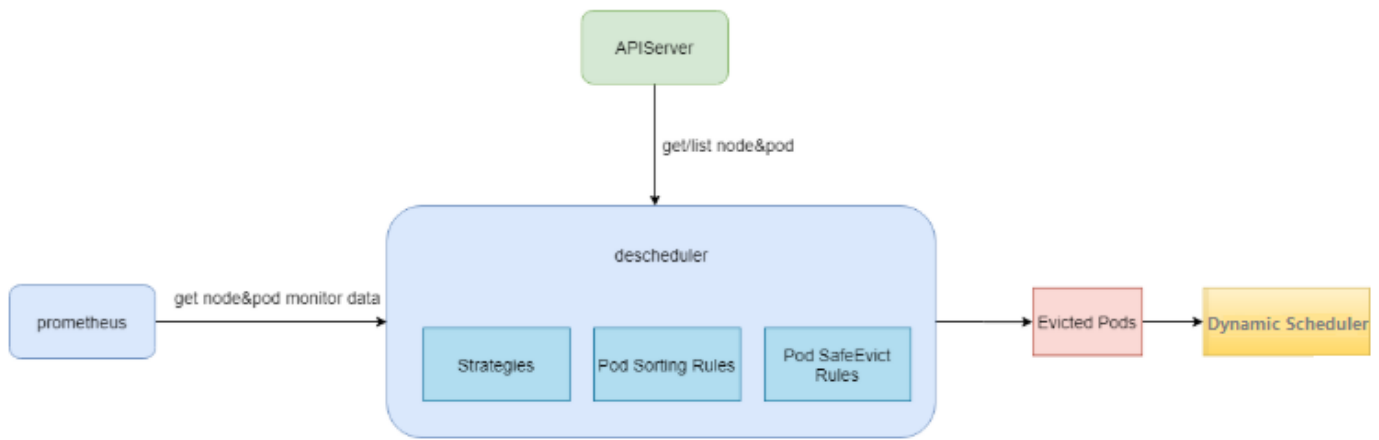 APIServer
get/list node&pod
descheduler
get node&pod monitor data
prometheus
Strategies
Pod Sorting Rules
Pod SafeEvict
Rules
Evicted Pods
Dynamic Scheduler